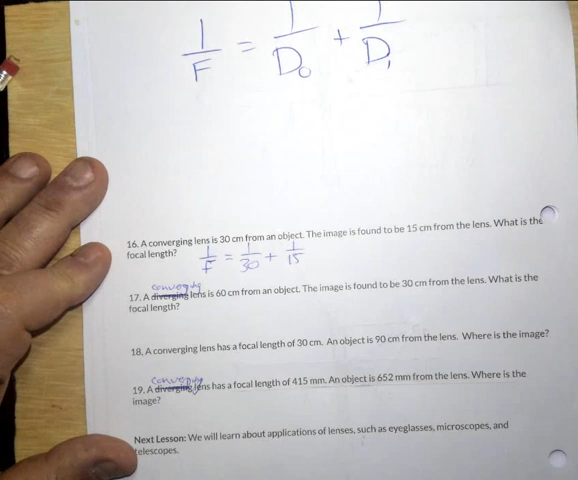 1/F = 1/D₀ + 1/D₁
16. A converging lens is 30 cm from an object. The image is found to be 15 cm from the lens. What is the
focal length? 1/F = 1/30 + 1/15
converging
17. A diverging lens is 60 cm from an object. The image is found to be 30 cm from the lens. What is the
focal length?
18. A converging lens has a focal length of 30 cm. An object is 90 cm from the lens. Where is the image?
converging
19. A diverging lens has a focal length of 415 mm. An object is 652 mm from the lens. Where is the
image?
Next Lesson: We will learn about applications of lenses, such as eyeglasses, microscopes, and
telescopes.